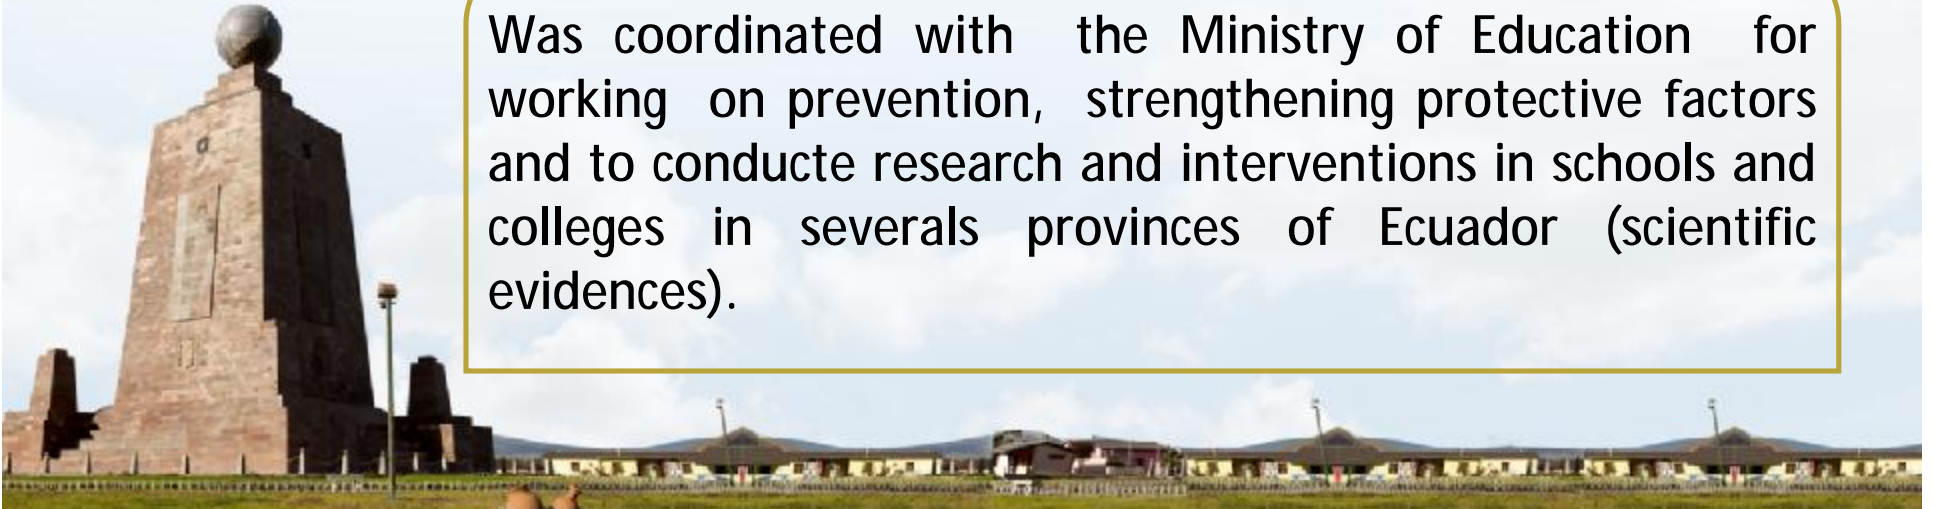 Was coordinated with the Ministry of Education for
working on prevention, strengthening protective factors
and to conducte research and interventions in schools and
colleges in severals provinces of Ecuador (scientific
evidences).